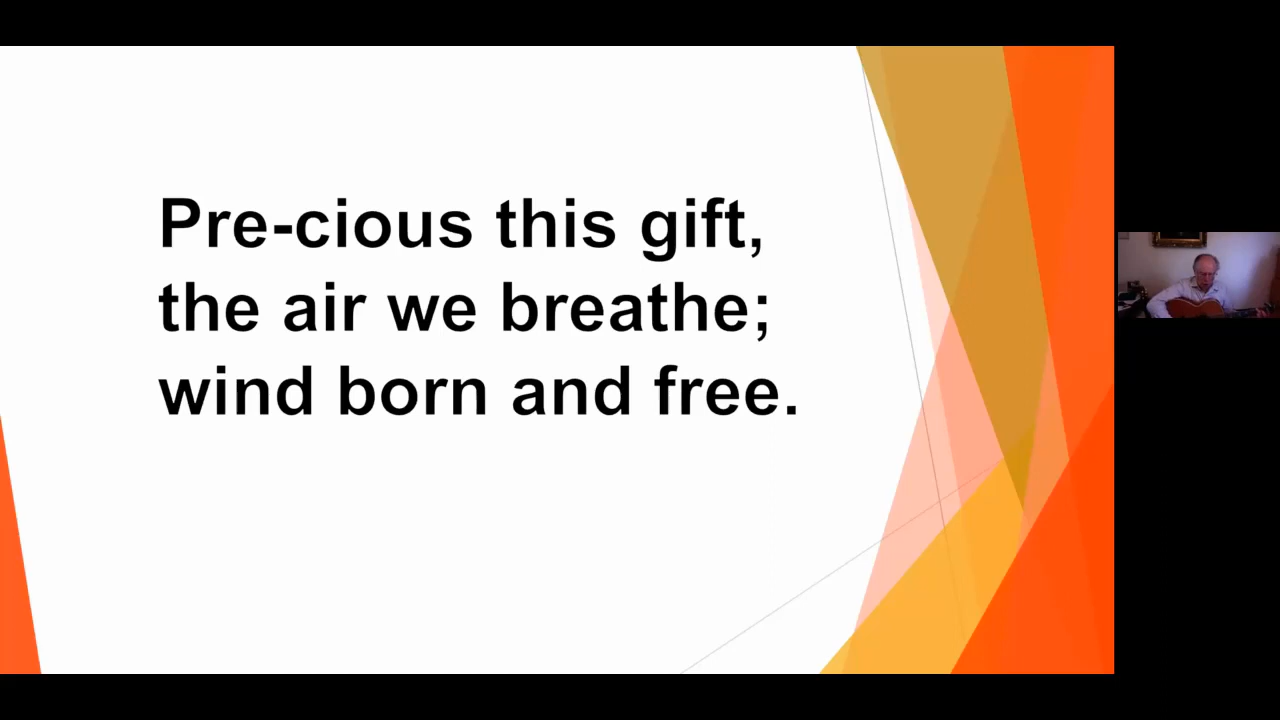 Pre-cious this gift,
the air we breathe;
wind born and free.